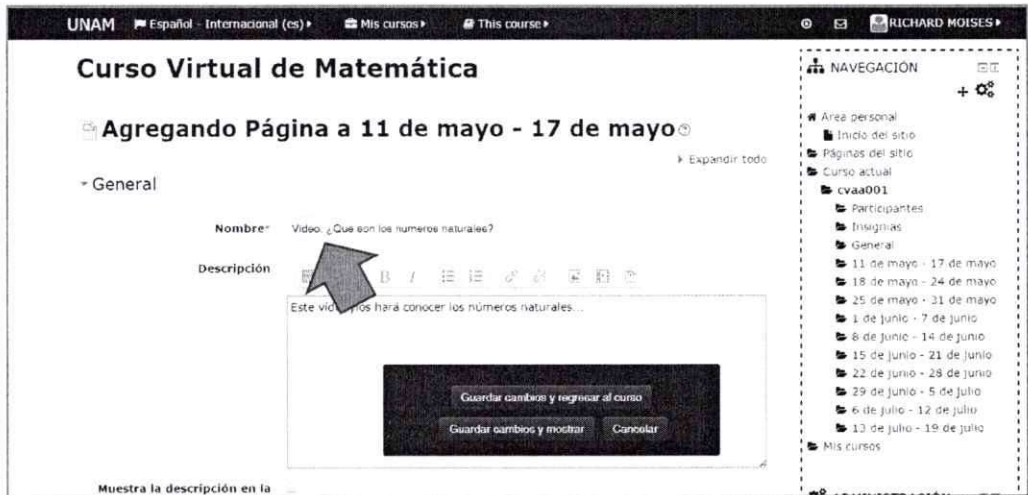 UNAM Español - Internacional (es) Mis cursos This course RICHARD MOISES
Curso Virtual de Matemática
Agregando Página a 11 de mayo - 17 de mayo
Expandir todo
General
Nombre* Video. ¿Que son los numeros naturales?
Descripción
B I
Este vide nos hará conocer los números naturales...
Guardar cambios y regresar al curso
Guardar cambios y mostrar Cancelar
Muestra la descripción en la
NAVEGACIÓN
Area personal
Inicio del sitio
Páginas del sitio
Curso actual
cvaa001
Participantes
Insignias
General
11 de mayo - 17 de mayo
18 de mayo - 24 de mayo
25 de mayo - 31 de mayo
1 de junio - 7 de junio
8 de junio - 14 de junio
15 de junio - 21 de junio
22 de junio - 28 de junio
29 de junio - 5 de julio
6 de julio - 12 de julio
13 de julio - 19 de julio
Mis cursos
ADMINISTRACIÓN